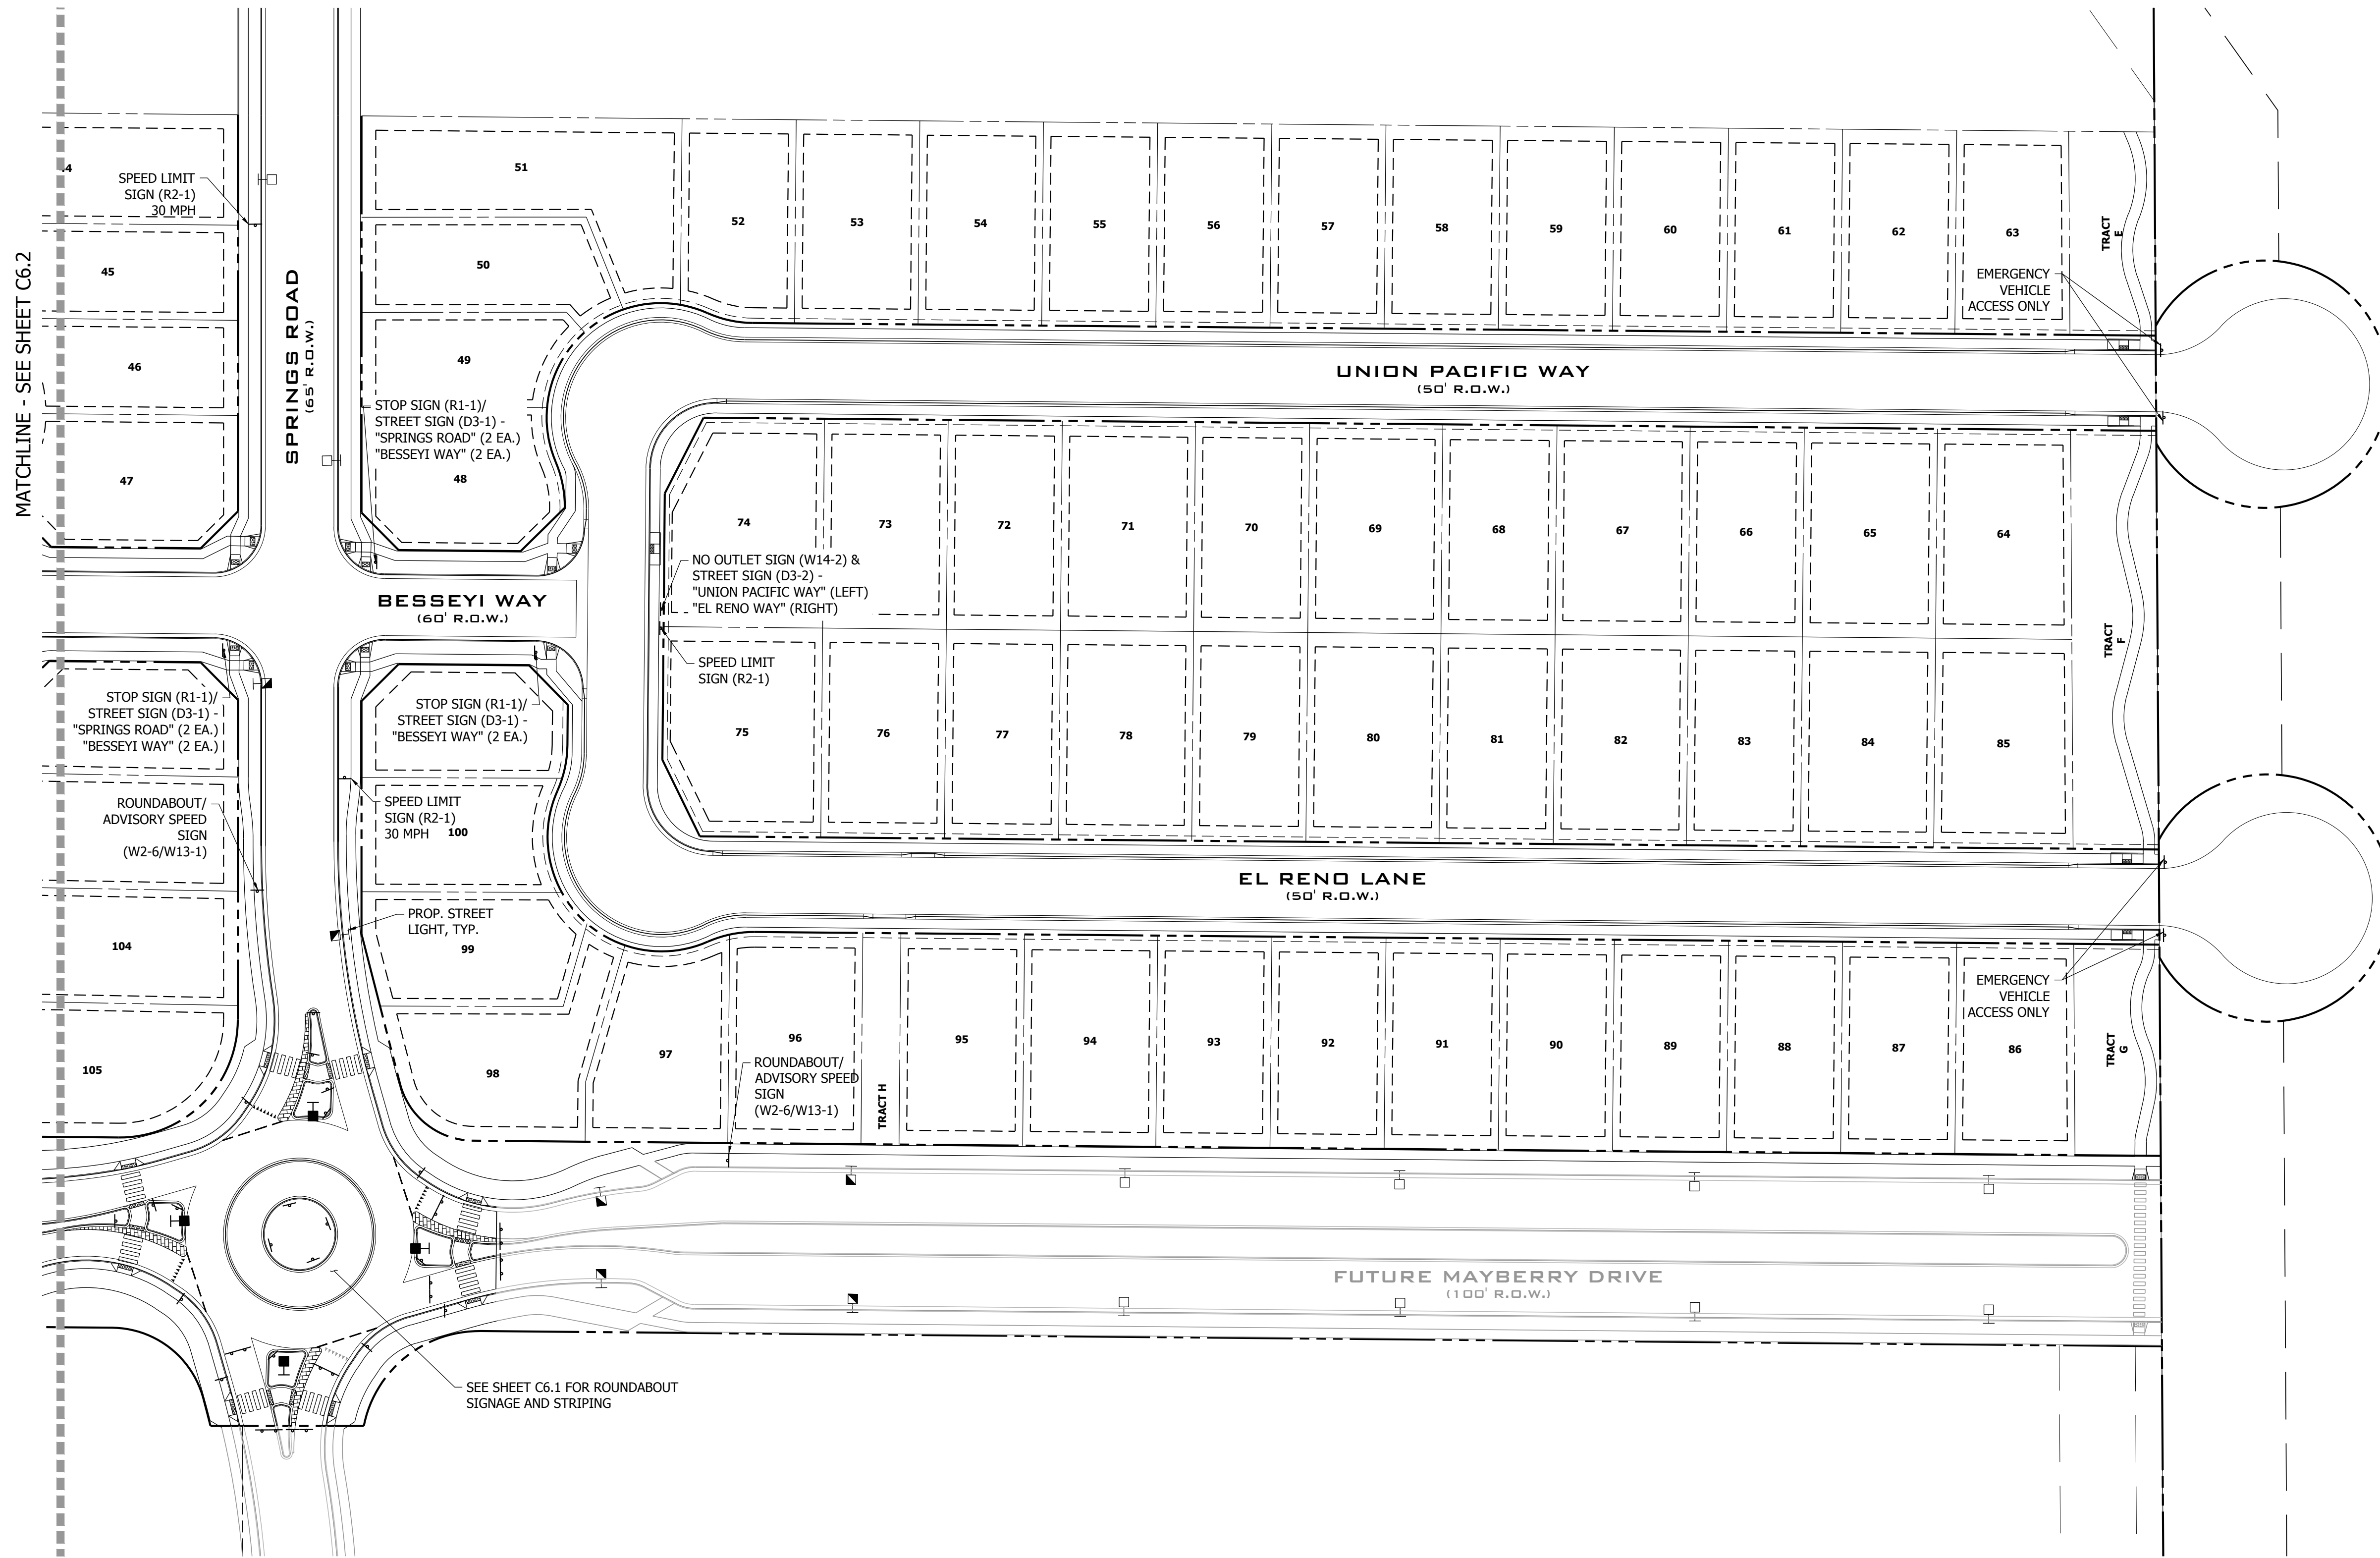 MATCHLINE - SEE SHEET C6.2
SPEED LIMIT
SIGN (R2-1)
30 MPH
45
46
47
SPRINGS ROAD
(65' R.O.W.)
51
50
49
STOP SIGN (R1-1)/
STREET SIGN (D3-1) -
"SPRINGS ROAD" (2 EA.)
"BESSEYI WAY" (2 EA.)
48
52
53
54
55
56
57
58
59
60
61
62
63
TRACT
E
EMERGENCY
VEHICLE
ACCESS ONLY
UNION PACIFIC WAY
(50' R.O.W.)
74
73
72
71
70
69
68
67
66
65
64
NO OUTLET SIGN (W14-2) &
STREET SIGN (D3-2) -
"UNION PACIFIC WAY" (LEFT)
"EL RENO WAY" (RIGHT)
BESSEYI WAY
(60' R.O.W.)
TRACT
F
SPEED LIMIT
SIGN (R2-1)
STOP SIGN (R1-1)/
STREET SIGN (D3-1) -
"SPRINGS ROAD" (2 EA.)
"BESSEYI WAY" (2 EA.)
STOP SIGN (R1-1)/
STREET SIGN (D3-1) -
"BESSEYI WAY" (2 EA.)
75
76
77
78
79
80
81
82
83
84
85
ROUNDABOUT/
ADVISORY SPEED
SIGN
(W2-6/W13-1)
SPEED LIMIT
SIGN (R2-1)
30 MPH
100
EL RENO LANE
(50' R.O.W.)
PROP. STREET
LIGHT, TYP.
99
104
105
98
97
96
ROUNDABOUT/
ADVISORY SPEED
SIGN
(W2-6/W13-1)
TRACT H
95
94
93
92
91
90
89
88
87
86
EMERGENCY
VEHICLE
ACCESS ONLY
TRACT
G
FUTURE MAYBERRY DRIVE
(100' R.O.W.)
SEE SHEET C6.1 FOR ROUNDABOUT
SIGNAGE AND STRIPING